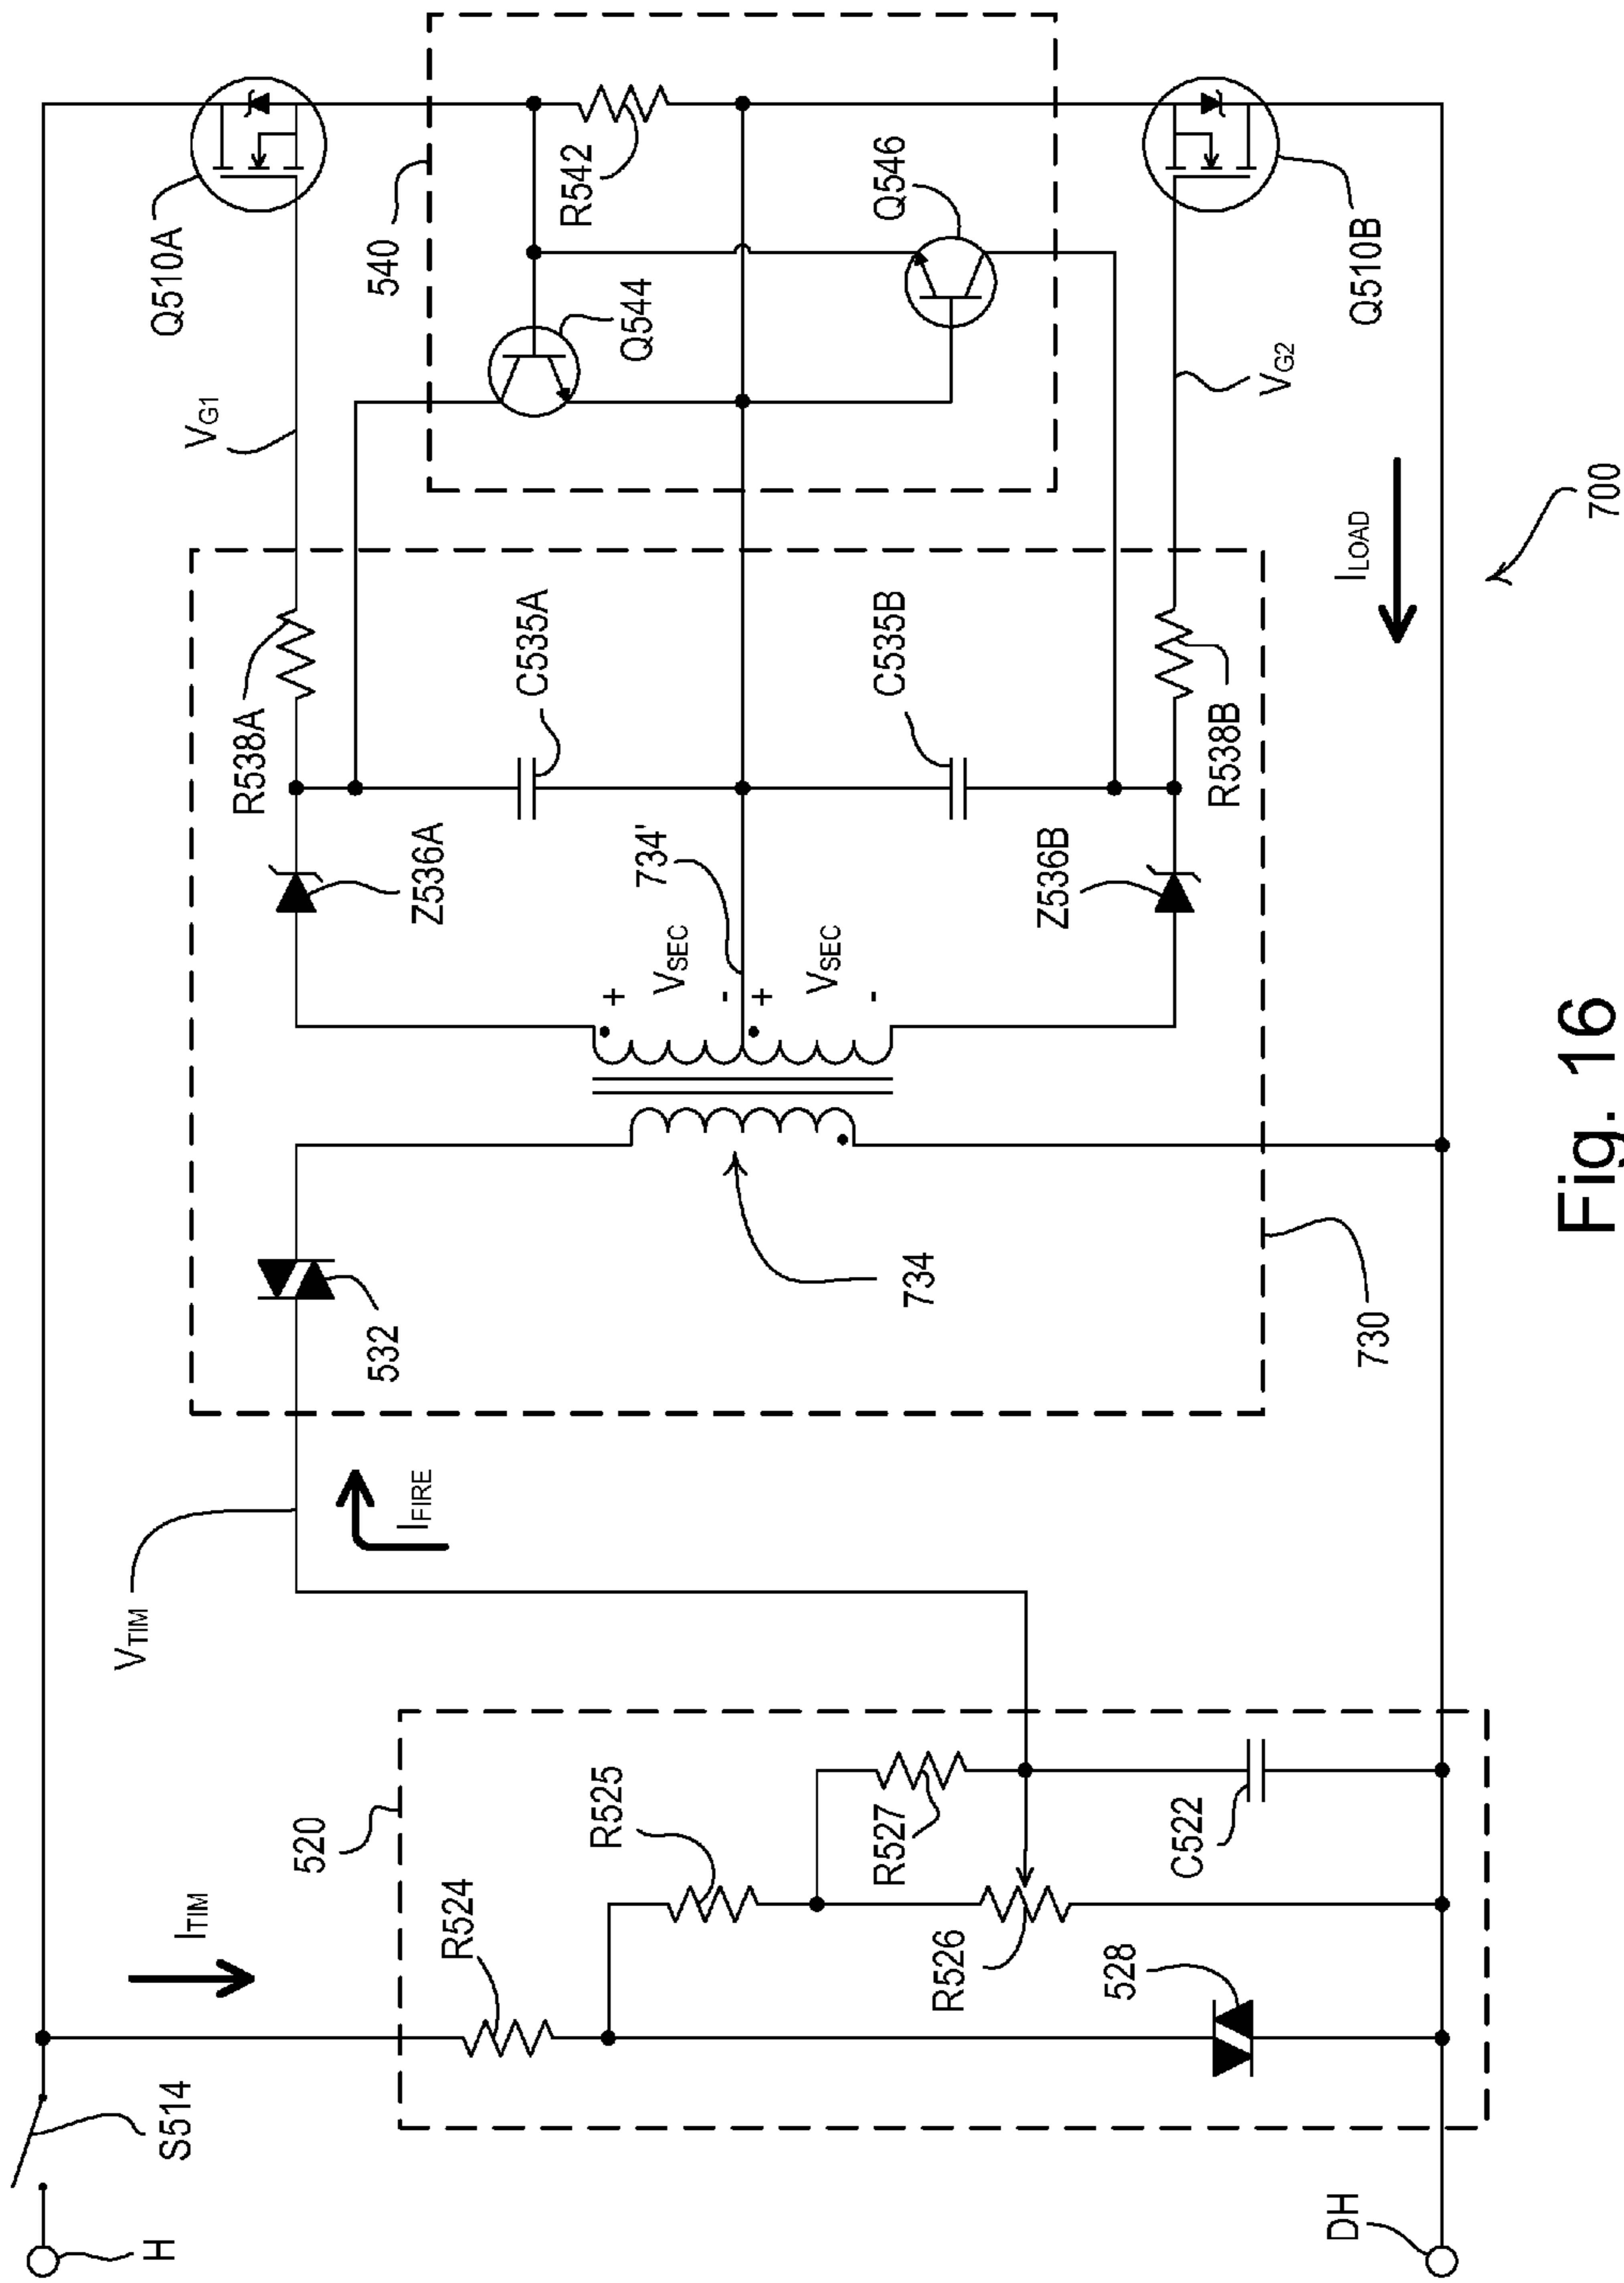 H
S514
I_TIM
R524
520
R525
R527
R526
528
C522
DH
V_TIM
I_FIRE
532
734
730
Z536A
734'
+
V_SEC
-
+
V_SEC
-
Z536B
R538A
C535A
C535B
R538B
V_G1
540
Q544
R542
Q546
Q510A
Q510B
V_G2
I_LOAD
700
Fig. 16